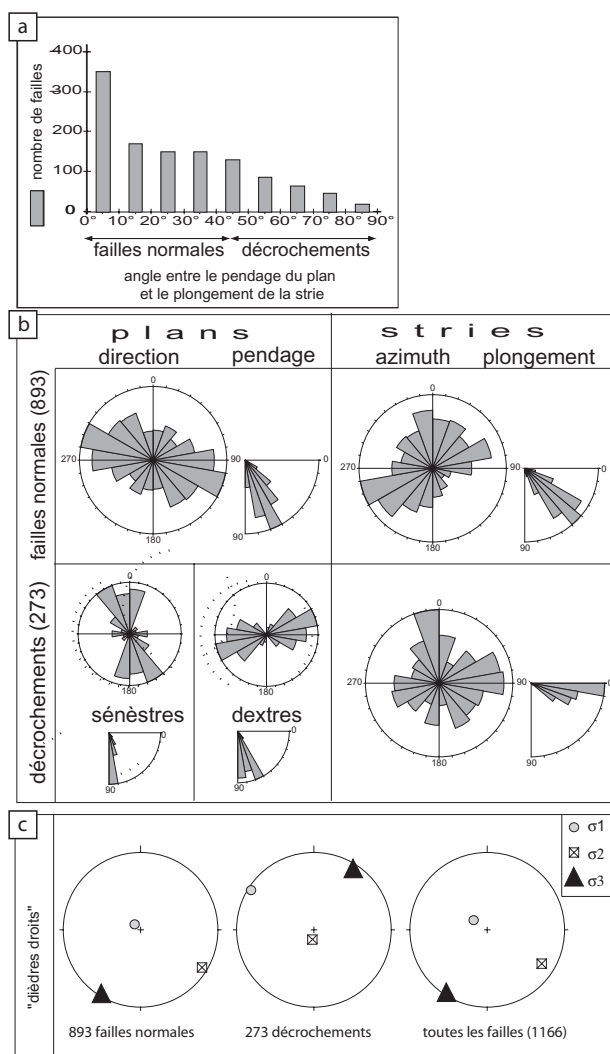 a
400
300
200
100
0
nombre de failles
0° 10° 20° 30° 40° 50° 60° 70° 80° 90°
failles normales
décrochements
angle entre le pendage du plan
et le plongement de la strie
b
plans
stries
direction
pendage
azimuth
plongement
failles normales (893)
0
270
180
90
0
90
0
270
180
90
0
90
décrochements (273)
0
180
0
270
180
90
0
90
sénèstres
dextres
0
90
0
90
c
σ1
σ2
σ3
"dièdres droits"
893 failles normales
273 décrochements
toutes les failles (1166)